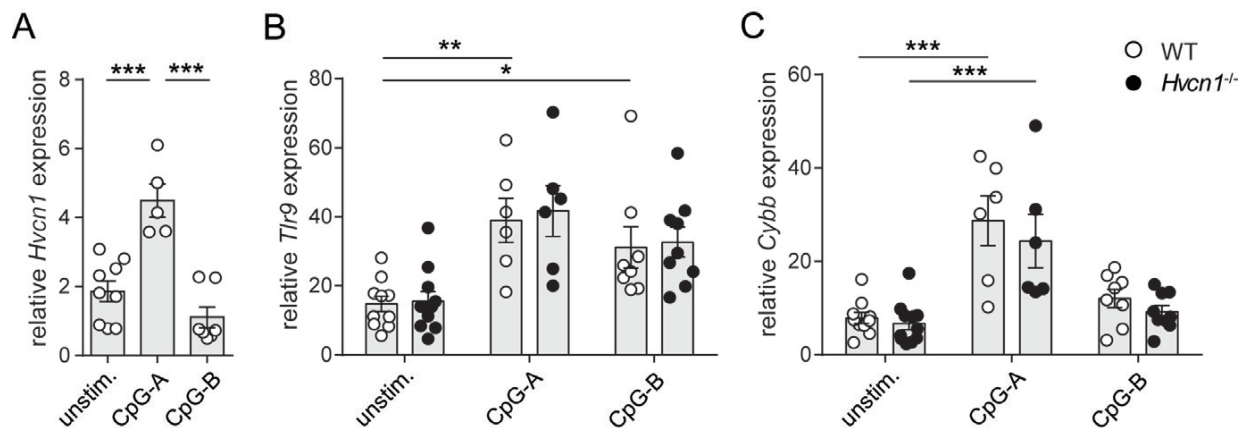 A
relative Hvcn1 expression
8
6
4
2
0
***
***
unstim.
CpG-A
CpG-B
B
relative Tlr9 expression
80
60
40
20
0
**
*
unstim.
CpG-A
CpG-B
C
relative Cybb expression
60
40
20
0
***
***
unstim.
CpG-A
CpG-B
WT
Hvcn1-/-